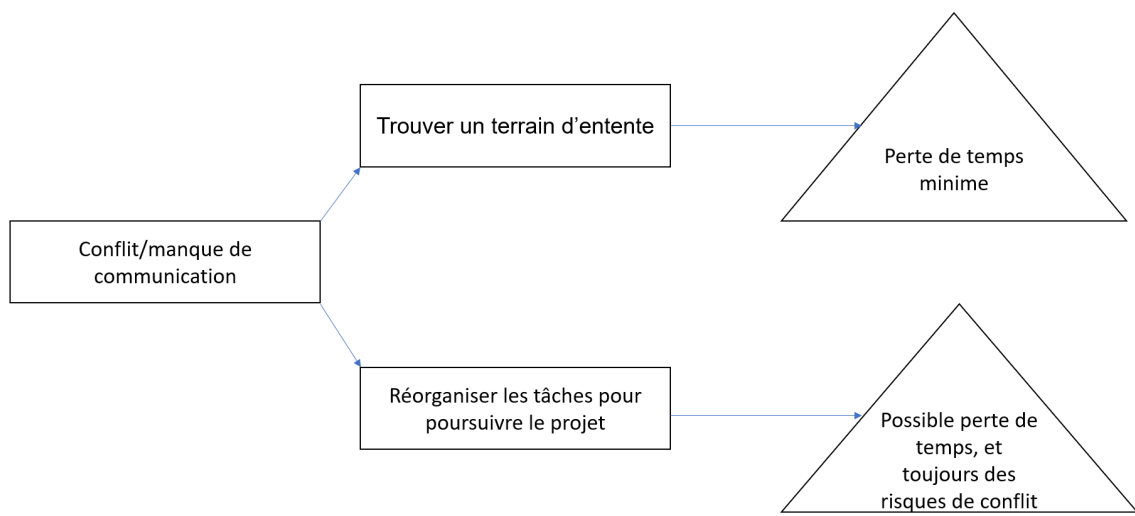 Trouver un terrain d’entente
Perte de temps
minime
Conflit/manque de
communication
Réorganiser les tâches pour
poursuivre le projet
Possible perte de
temps, et
toujours des
risques de conflit